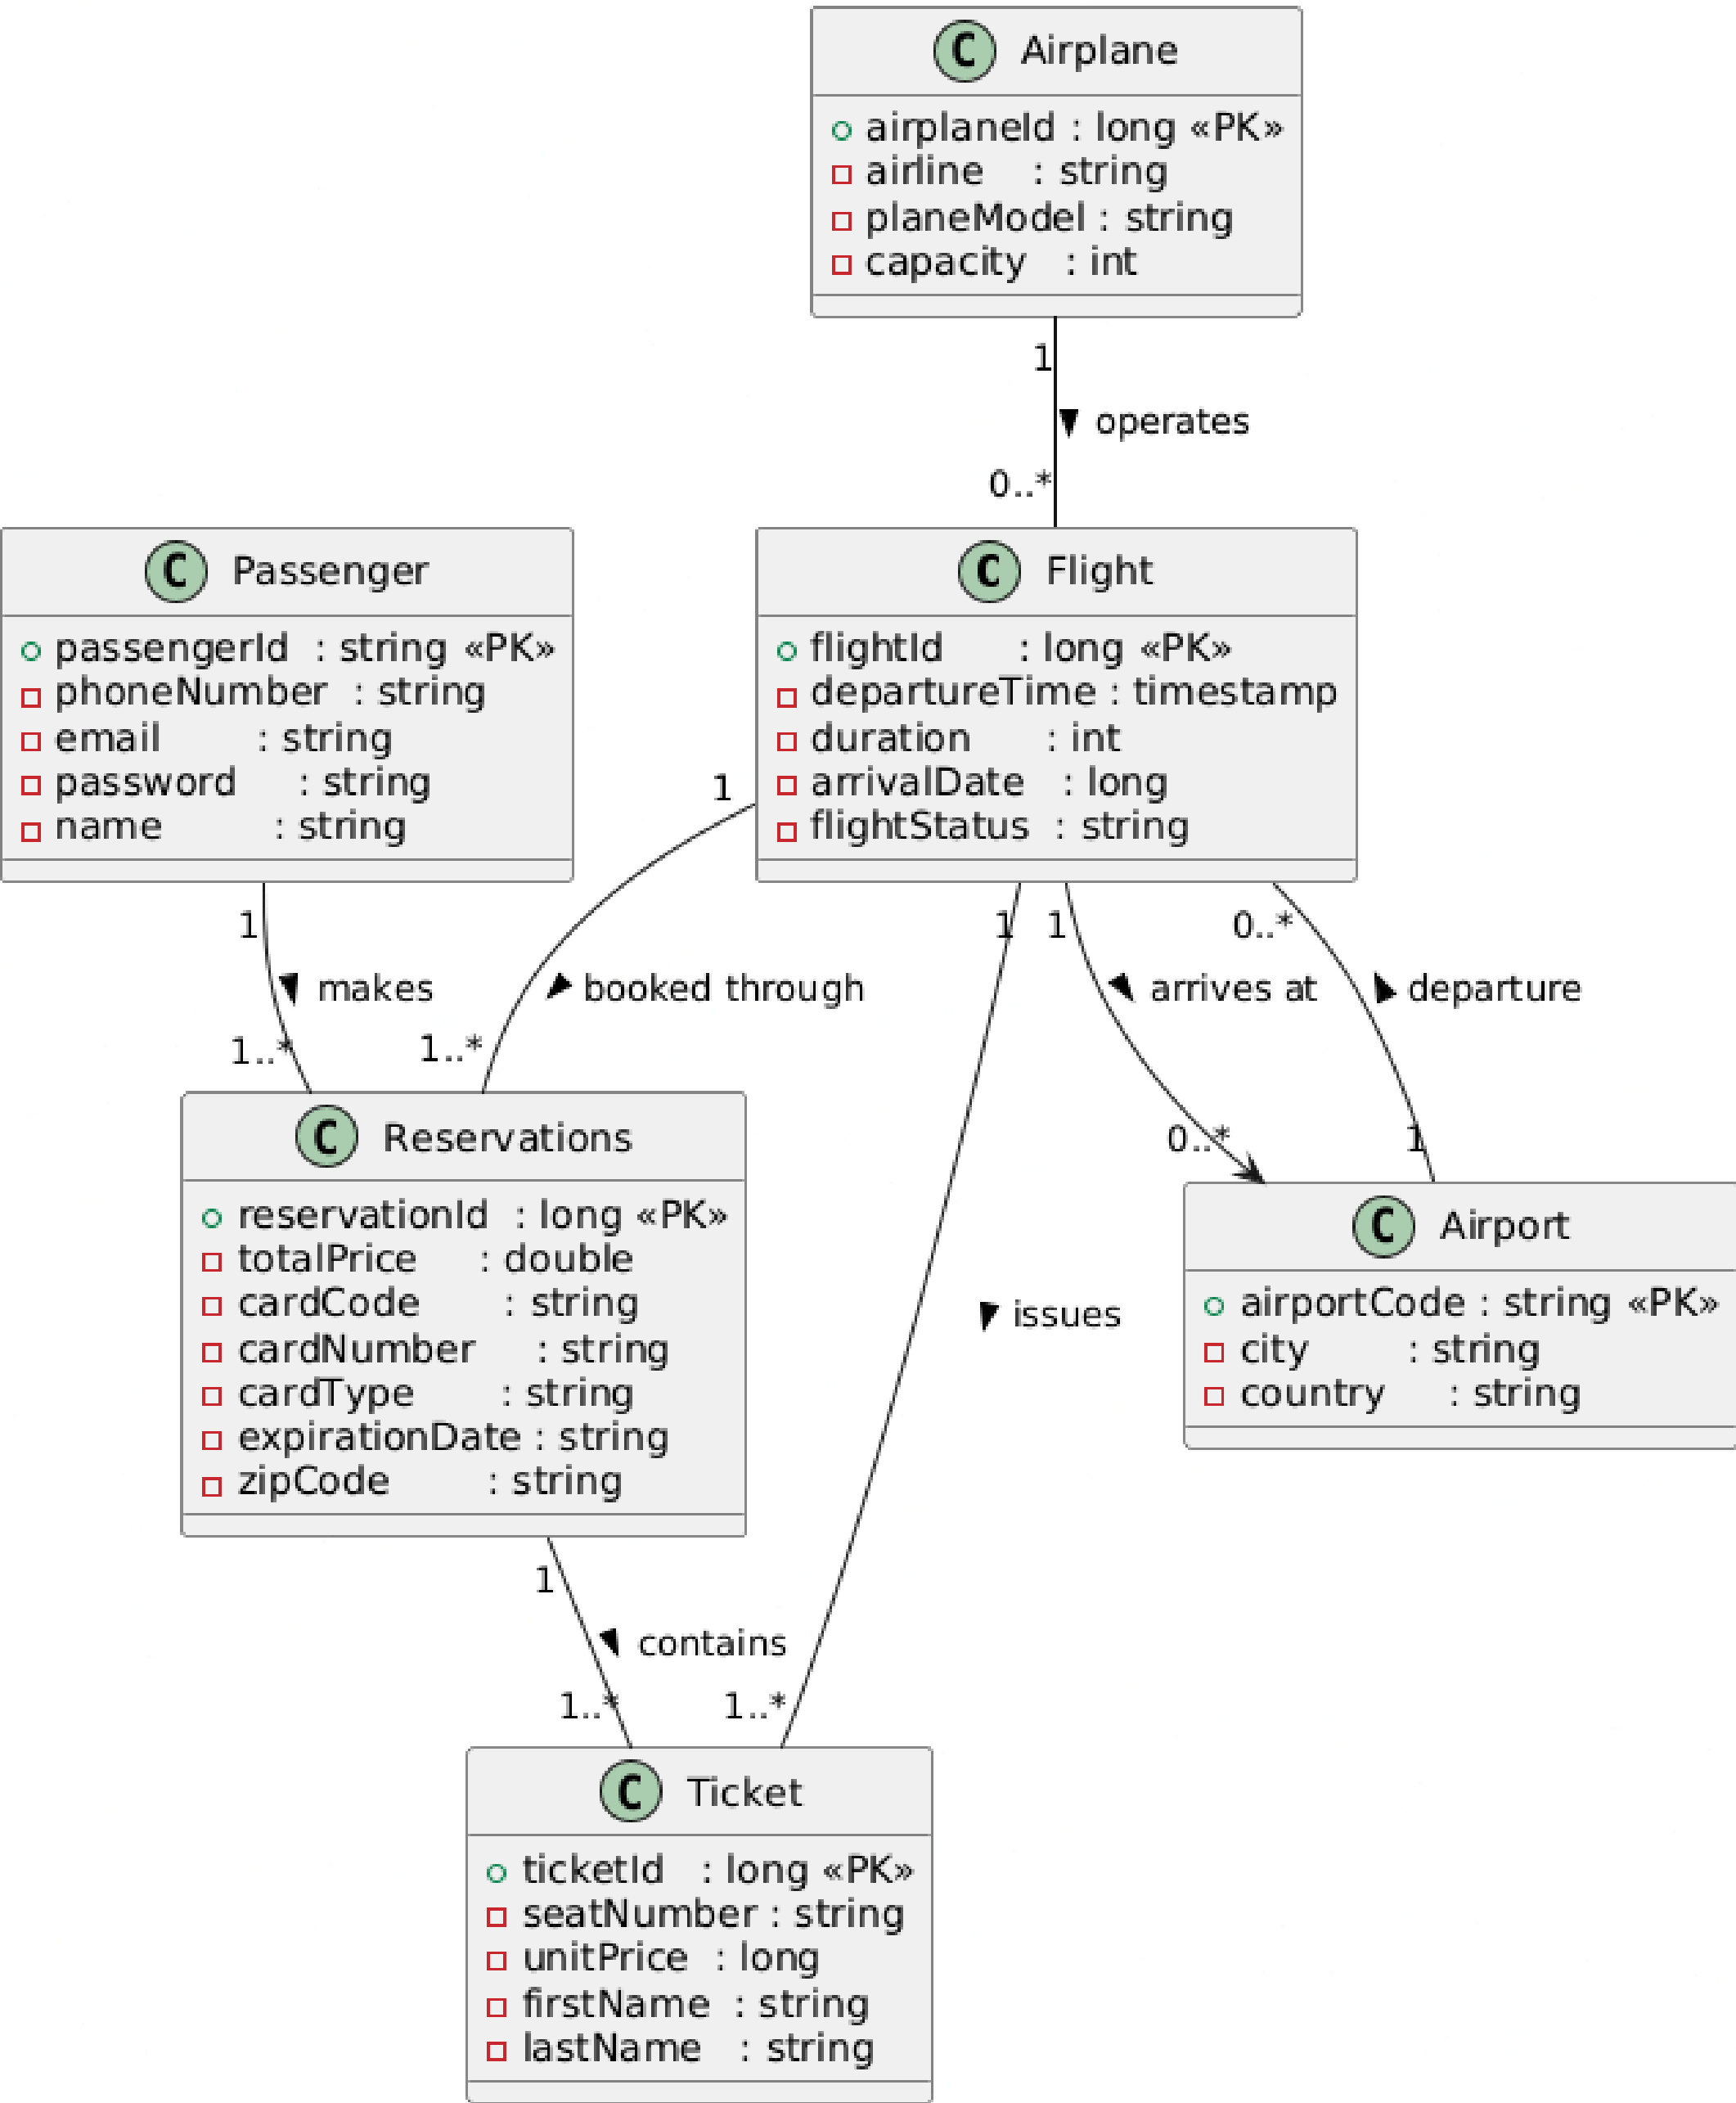 C Airplane
airplaneId : long «PK»
airline : string
planeModel : string
capacity : int
1
operates
0..*
C Passenger
passengerId : string «PK»
phoneNumber : string
email : string
password : string
name : string
C Flight
flightId : long «PK»
departureTime : timestamp
duration : int
arrivalDate : long
flightStatus : string
1
1
1
1
0..*
makes
booked through
arrives at
departure
1..*
1..*
0..*
1
C Reservations
reservationId : long «PK»
totalPrice : double
cardCode : string
cardNumber : string
cardType : string
expirationDate : string
zipCode : string
issues
C Airport
airportCode : string «PK»
city : string
country : string
1
contains
1..*
1..*
C Ticket
ticketId : long «PK»
seatNumber : string
unitPrice : long
firstName : string
lastName : string